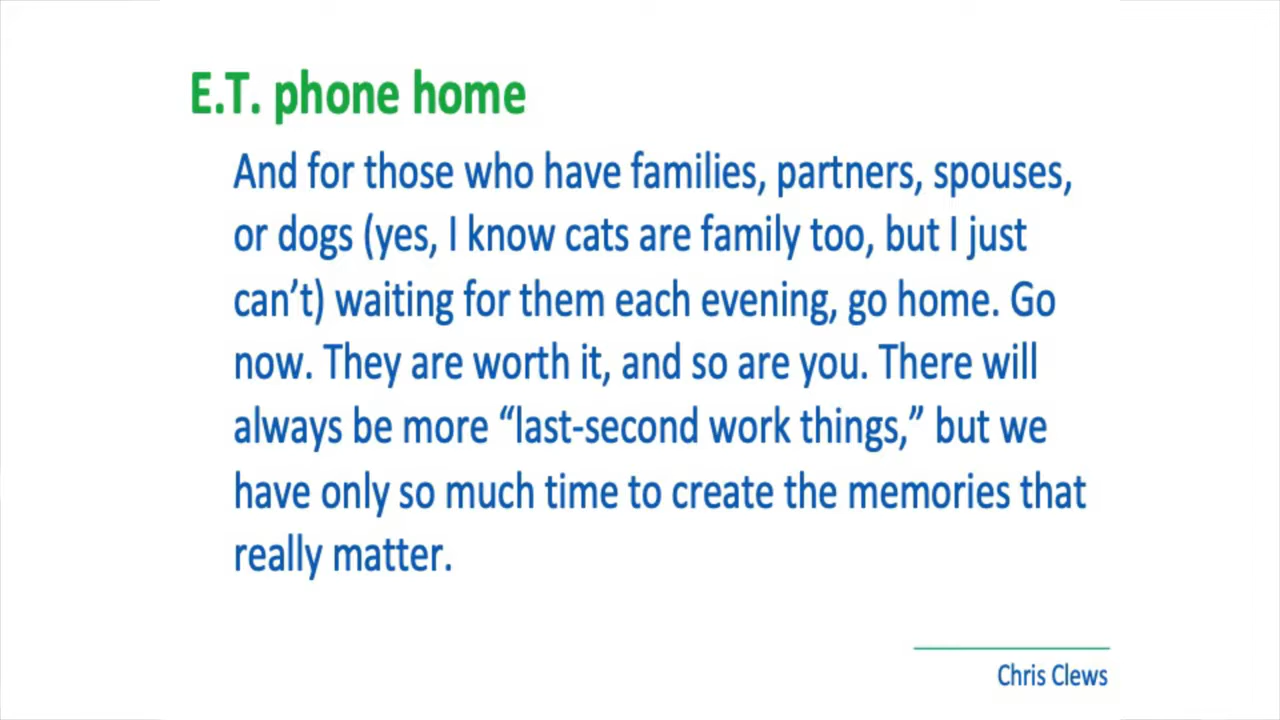 E.T. phone home
And for those who have families, partners, spouses,
or dogs (yes, I know cats are family too, but I just
can’t) waiting for them each evening, go home. Go
now. They are worth it, and so are you. There will
always be more “last-second work things,” but we
have only so much time to create the memories that
really matter.
Chris Clews